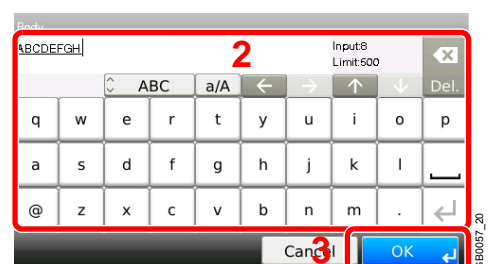 Body
ABCDEFGH
2
Input:8
Limit:500
ABC a/A ← → ↑ ↓ Del.
q w e r t y u i o p
a s d f g h j k l
@ z x c v b n m .
Cancel 3 OK
GB0057_20